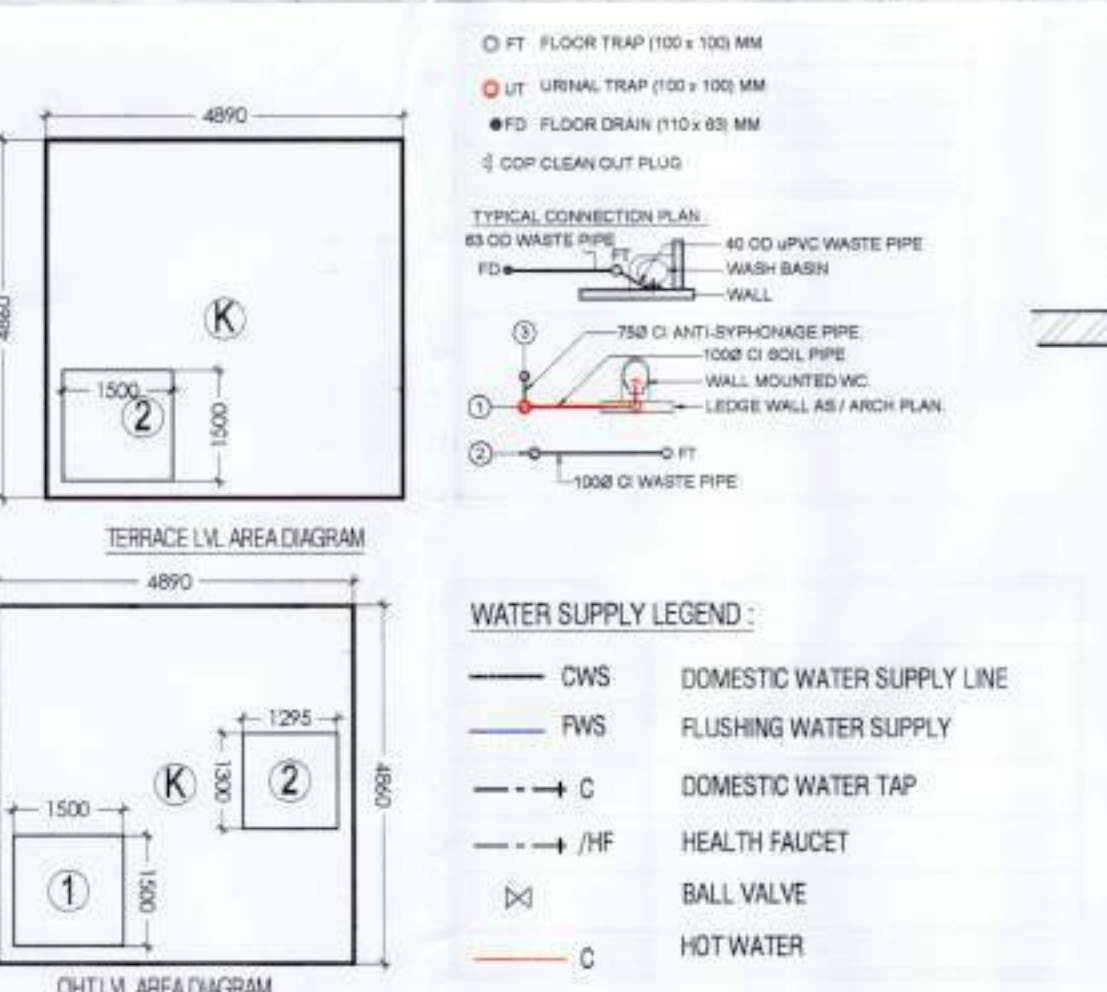 4890
4860
K
1500
2
1500
TERRACE LVL AREA DIAGRAM
4890
1295
1300
2
K
4860
1500
1
1500
OHT LVL AREA DIAGRAM
FT FLOOR TRAP (100 x 100) MM
UT URINAL TRAP (100 x 100) MM
FD FLOOR DRAIN (110 x 63) MM
COP CLEAN OUT PLUG
TYPICAL CONNECTION PLAN :
63 OD WASTE PIPE
FT
40 OD uPVC WASTE PIPE
FD
WASH BASIN
WALL
3
75Ø CI ANTI-SYPHONAGE PIPE.
100Ø CI SOIL PIPE
WALL MOUNTED WC.
1
LEDGE WALL AS / ARCH PLAN.
2
FT
100Ø CI WASTE PIPE
WATER SUPPLY LEGEND :
CWS DOMESTIC WATER SUPPLY LINE
FWS FLUSHING WATER SUPPLY
C DOMESTIC WATER TAP
/HF HEALTH FAUCET
BALL VALVE
C HOT WATER